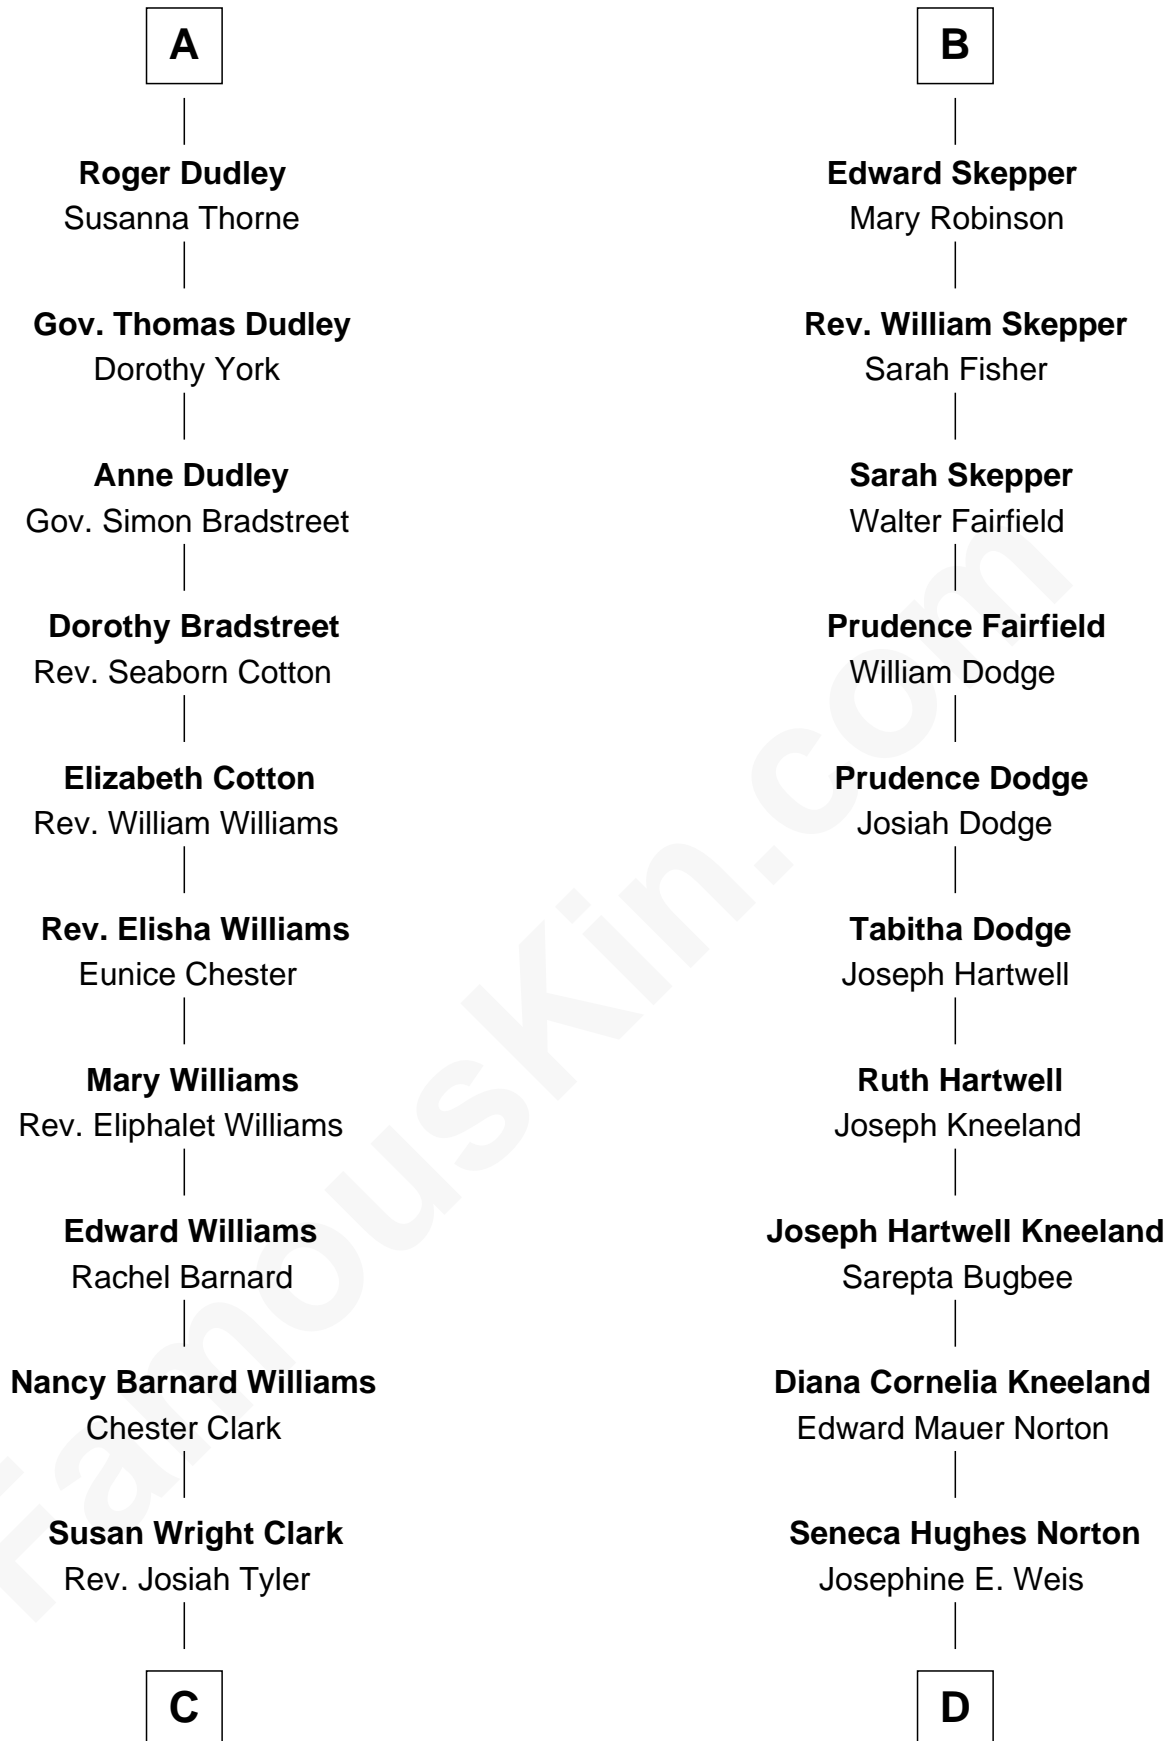 A
Roger Dudley
Susanna Thorne
Gov. Thomas Dudley
Dorothy York
Anne Dudley
Gov. Simon Bradstreet
Dorothy Bradstreet
Rev. Seaborn Cotton
Elizabeth Cotton
Rev. William Williams
Rev. Elisha Williams
Eunice Chester
Mary Williams
Rev. Eliphalet Williams
Edward Williams
Rachel Barnard
Nancy Barnard Williams
Chester Clark
Susan Wright Clark
Rev. Josiah Tyler
C
B
Edward Skepper
Mary Robinson
Rev. William Skepper
Sarah Fisher
Sarah Skepper
Walter Fairfield
Prudence Fairfield
William Dodge
Prudence Dodge
Josiah Dodge
Tabitha Dodge
Joseph Hartwell
Ruth Hartwell
Joseph Kneeland
Joseph Hartwell Kneeland
Sarepta Bugbee
Diana Cornelia Kneeland
Edward Mauer Norton
Seneca Hughes Norton
Josephine E. Weis
D
FamousKin.com